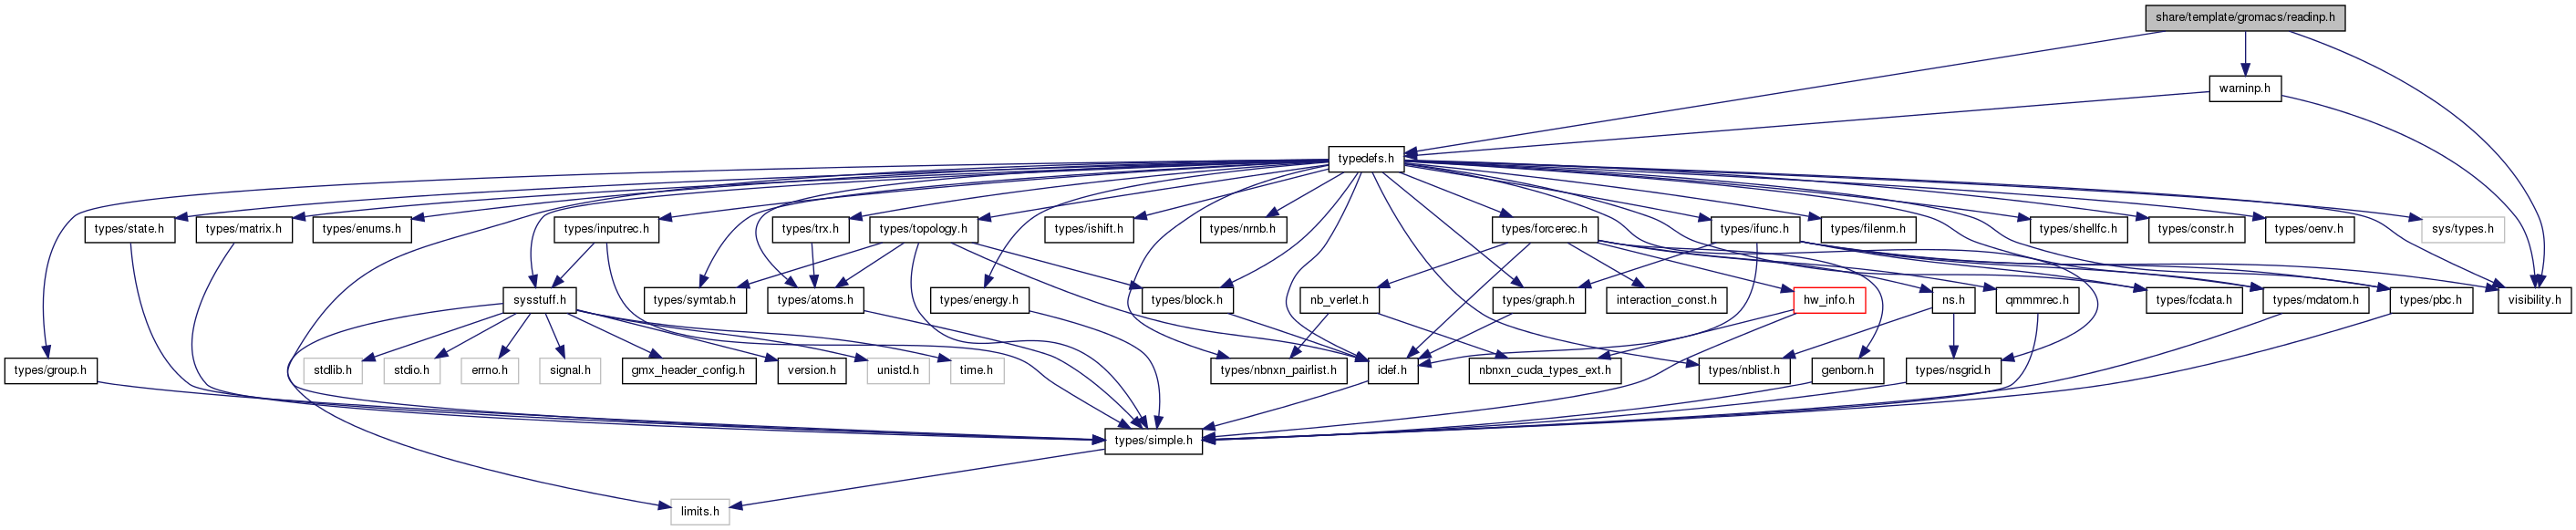 share/template/gromacs/readinp.h
warninp.h
typedefs.h
types/state.h
types/matrix.h
types/enums.h
types/inputrec.h
types/trx.h
types/topology.h
types/ishift.h
types/nrnb.h
types/forcerec.h
types/ifunc.h
types/filenm.h
types/shellfc.h
types/constr.h
types/oenv.h
sys/types.h
sysstuff.h
types/symtab.h
types/atoms.h
types/energy.h
types/block.h
nb_verlet.h
types/graph.h
interaction_const.h
hw_info.h
ns.h
qmmmrec.h
types/fcdata.h
types/mdatom.h
types/pbc.h
visibility.h
types/group.h
stdlib.h
stdio.h
errno.h
signal.h
gmx_header_config.h
version.h
unistd.h
time.h
types/nbnxn_pairlist.h
idef.h
nbnxn_cuda_types_ext.h
types/nblist.h
genborn.h
types/nsgrid.h
types/simple.h
limits.h